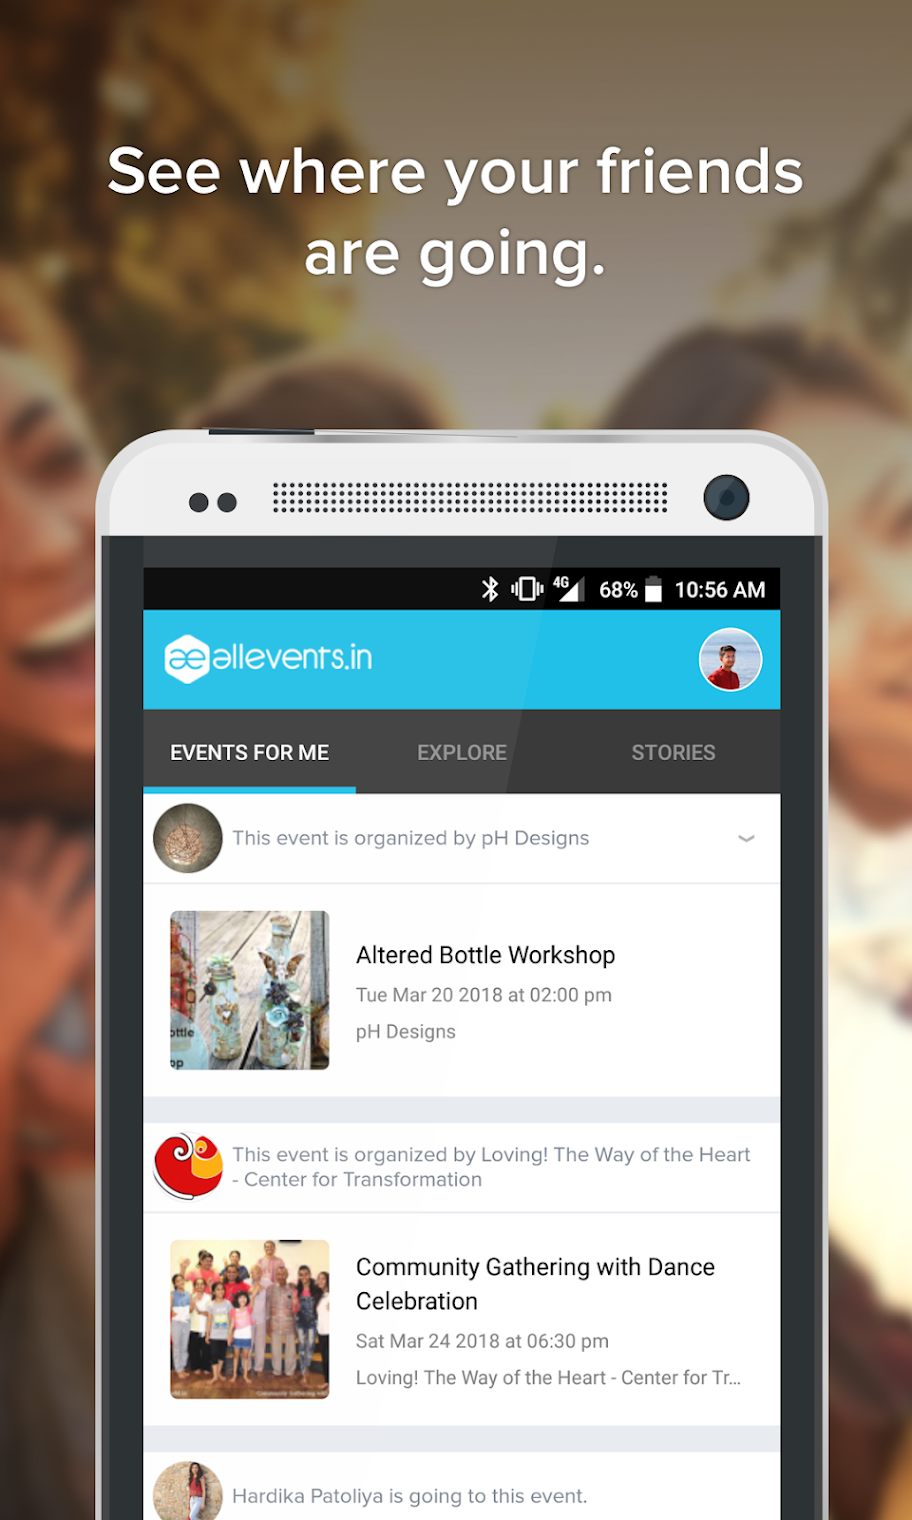 See where your friends
are going.
4G 68% 10:56 AM
æ allevents.in
EVENTS FOR ME EXPLORE STORIES
This event is organized by pH Designs
Altered Bottle Workshop
Tue Mar 20 2018 at 02:00 pm
pH Designs
ottle
op
This event is organized by Loving! The Way of the Heart
- Center for Transformation
Community Gathering with Dance
Celebration
Sat Mar 24 2018 at 06:30 pm
Loving! The Way of the Heart - Center for Tr...
Community Gathering
Hardika Patoliya is going to this event.